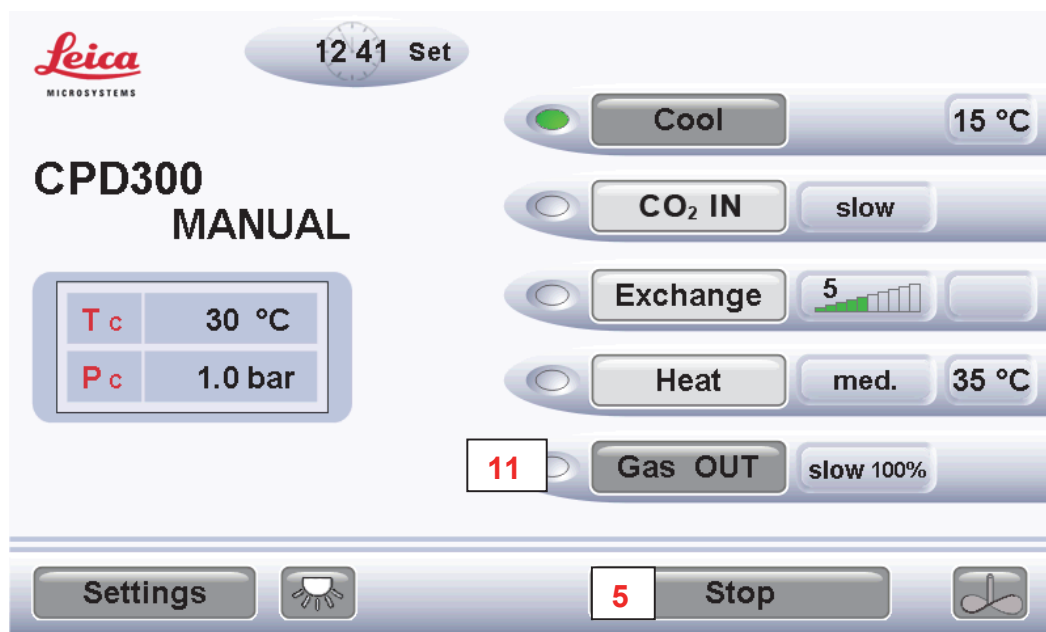 Leica
MICROSYSTEMS
12 41 Set
CPD300
MANUAL
Tc 30 °C
Pc 1.0 bar
Cool 15 °C
CO₂ IN slow
Exchange 5
Heat med. 35 °C
11 Gas OUT slow 100%
Settings
5 Stop